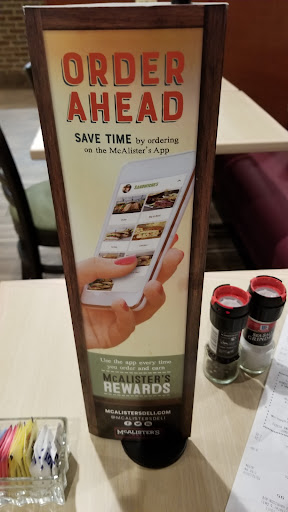 ORDER
AHEAD
SAVE TIME by ordering
on the McAlister's App
Use the app every time
you order and earn
MCALISTER'S
REWARDS
MCALISTERSDELI.COM
@MCALISTERSDELI
MCALISTER'S